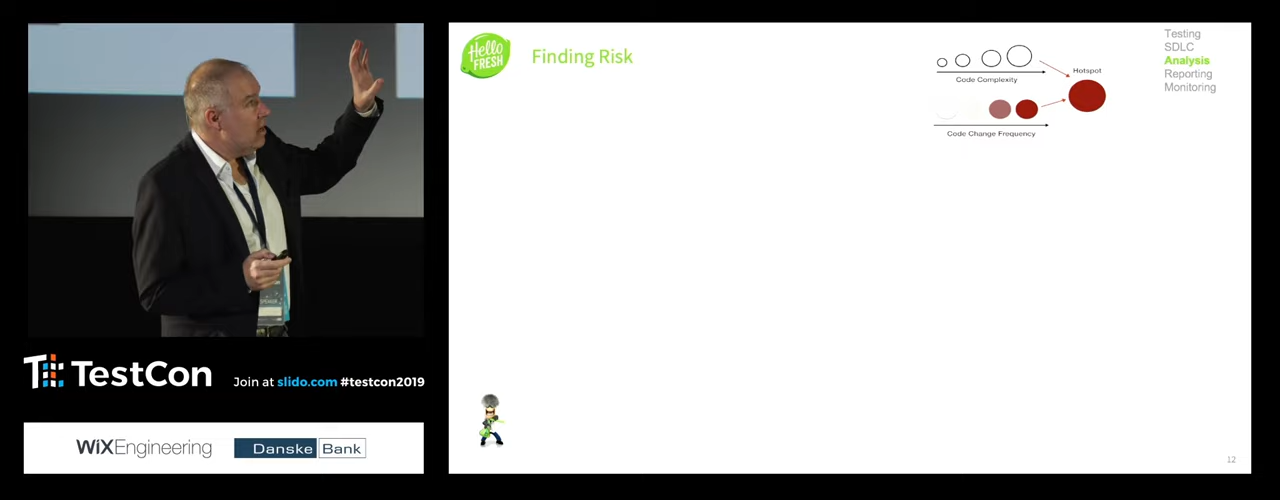 TestCon
Join at slido.com #testcon2019
WiXEngineering
Danske Bank
Hello
FRESH
Finding Risk
Code Complexity
Hotspot
Code Change Frequency
Testing
SDLC
Analysis
Reporting
Monitoring
12